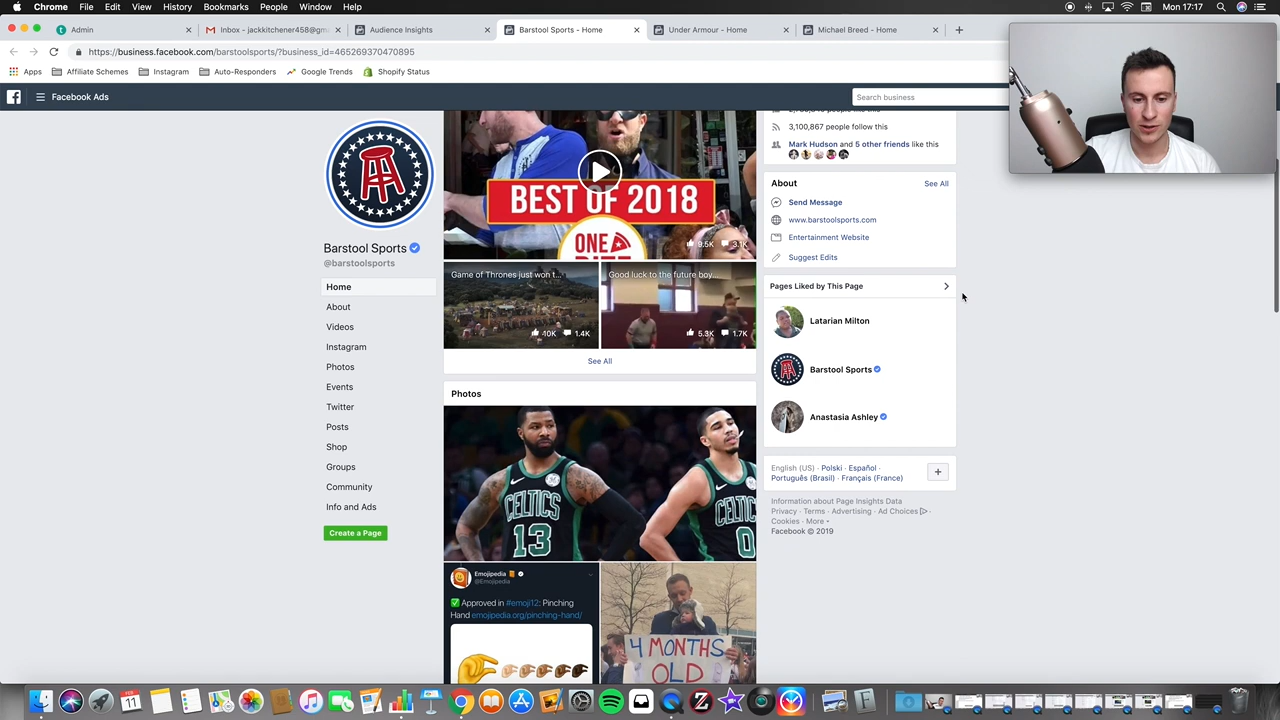 Chrome File Edit View History Bookmarks People Window Help
Mon 17:17
Admin
Inbox - jackkitchener458@gm
Audience Insights
Barstool Sports - Home
Under Armour - Home
Michael Breed - Home
https://business.facebook.com/barstoolsports/?business_id=465269370470895
Apps Affiliate Schemes Instagram Auto-Responders Google Trends Shopify Status
Facebook Ads
Search business
Barstool Sports
@barstoolsports
Home
About
Videos
Instagram
Photos
Events
Twitter
Posts
Shop
Groups
Community
Info and Ads
Create a Page
BEST OF 2018
ONE
9.5K 3.1K
Game of Thrones just won t...
40K 1.4K
Good luck to the future boy...
5.3K 1.7K
See All
Photos
CELTICS
13
CELTICS
0
Emojipedia
@Emojipedia
Approved in #emoji12: Pinching
Hand emojipedia.org/pinching-hand/
4 MONTHS
OLD
3,100,867 people follow this
Mark Hudson and 5 other friends like this
About
See All
Send Message
www.barstoolsports.com
Entertainment Website
Suggest Edits
Pages Liked by This Page
Latarian Milton
Barstool Sports
Anastasia Ashley
English (US) · Polski · Español ·
Português (Brasil) · Français (France)
Information about Page Insights Data
Privacy · Terms · Advertising · Ad Choices ·
Cookies · More
Facebook © 2019
FEB
11